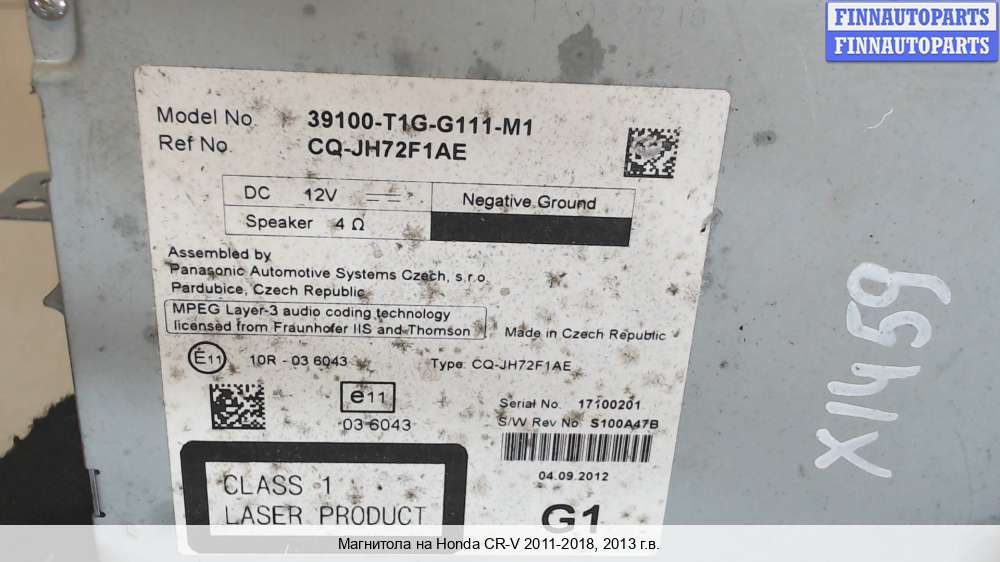 FINNAUTOPARTS
FINNAUTOPARTS
Model No. 39100-T1G-G111-M1
Ref No. CQ-JH72F1AE
DC 12V
Negative Ground
Speaker 4 Ω
Assembled by
Panasonic Automotive Systems Czech, s.r.o.
Pardubice, Czech Republic
MPEG Layer-3 audio coding technology
licensed from Fraunhofer IIS and Thomson
Made in Czech Republic
E11 10R - 03 6043
Type: CQ-JH72F1AE
e11
03 6043
Serial No. 17100201
S/W Rev No. S100A47B
04.09.2012
G1
CLASS 1
LASER PRODUCT
X1459
Магнитола на Honda CR-V 2011-2018, 2013 г.в.